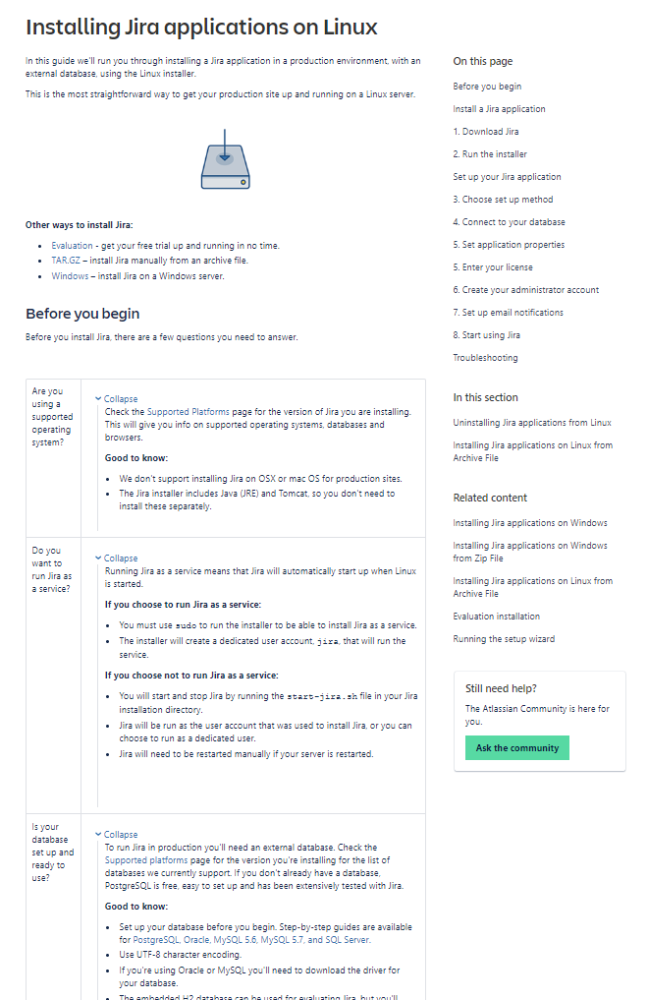 Installing Jira applications on Linux
In this guide we'll run you through installing a Jira application in a production environment, with an
external database, using the Linux installer.
This is the most straightforward way to get your production site up and running on a Linux server.
Other ways to install Jira:
• Evaluation - get your free trial up and running in no time.
• TAR.GZ – install Jira manually from an archive file.
• Windows – install Jira on a Windows server.
Before you begin
Before you install Jira, there are a few questions you need to answer.
Are you
using a
supported
operating
system?
Collapse
Check the Supported Platforms page for the version of Jira you are installing.
This will give you info on supported operating systems, databases and
browsers.
Good to know:
• We don't support installing Jira on OSX or mac OS for production sites.
• The Jira installer includes Java (JRE) and Tomcat, so you don't need to
install these separately.
Do you
want to
run Jira as
a service?
Collapse
Running Jira as a service means that Jira will automatically start up when Linux
is started.
If you choose to run Jira as a service:
• You must use sudo to run the installer to be able to install Jira as a service.
• The installer will create a dedicated user account, jira, that will run the
service.
If you choose not to run Jira as a service:
• You will start and stop Jira by running the start-jira.sh file in your Jira
installation directory.
• Jira will be run as the user account that was used to install Jira, or you can
choose to run as a dedicated user.
• Jira will need to be restarted manually if your server is restarted.
Is your
database
set up and
ready to
use?
Collapse
To run Jira in production you'll need an external database. Check the
Supported platforms page for the version you're installing for the list of
databases we currently support. If you don't already have a database,
PostgreSQL is free, easy to set up and has been extensively tested with Jira.
Good to know:
• Set up your database before you begin. Step-by-step guides are available
for PostgreSQL, Oracle, MySQL 5.6, MySQL 5.7, and SQL Server.
• Use UTF-8 character encoding.
• If you're using Oracle or MySQL you'll need to download the driver for
your database.
• The embedded H2 database can be used for evaluating Jira, but you'll
On this page
Before you begin
Install a Jira application
1. Download Jira
2. Run the installer
Set up your Jira application
3. Choose set up method
4. Connect to your database
5. Set application properties
5. Enter your license
6. Create your administrator account
7. Set up email notifications
8. Start using Jira
Troubleshooting
In this section
Uninstalling Jira applications from Linux
Installing Jira applications on Linux from
Archive File
Related content
Installing Jira applications on Windows
Installing Jira applications on Windows
from Zip File
Installing Jira applications on Linux from
Archive File
Evaluation installation
Running the setup wizard
Still need help?
The Atlassian Community is here for
you.
Ask the community